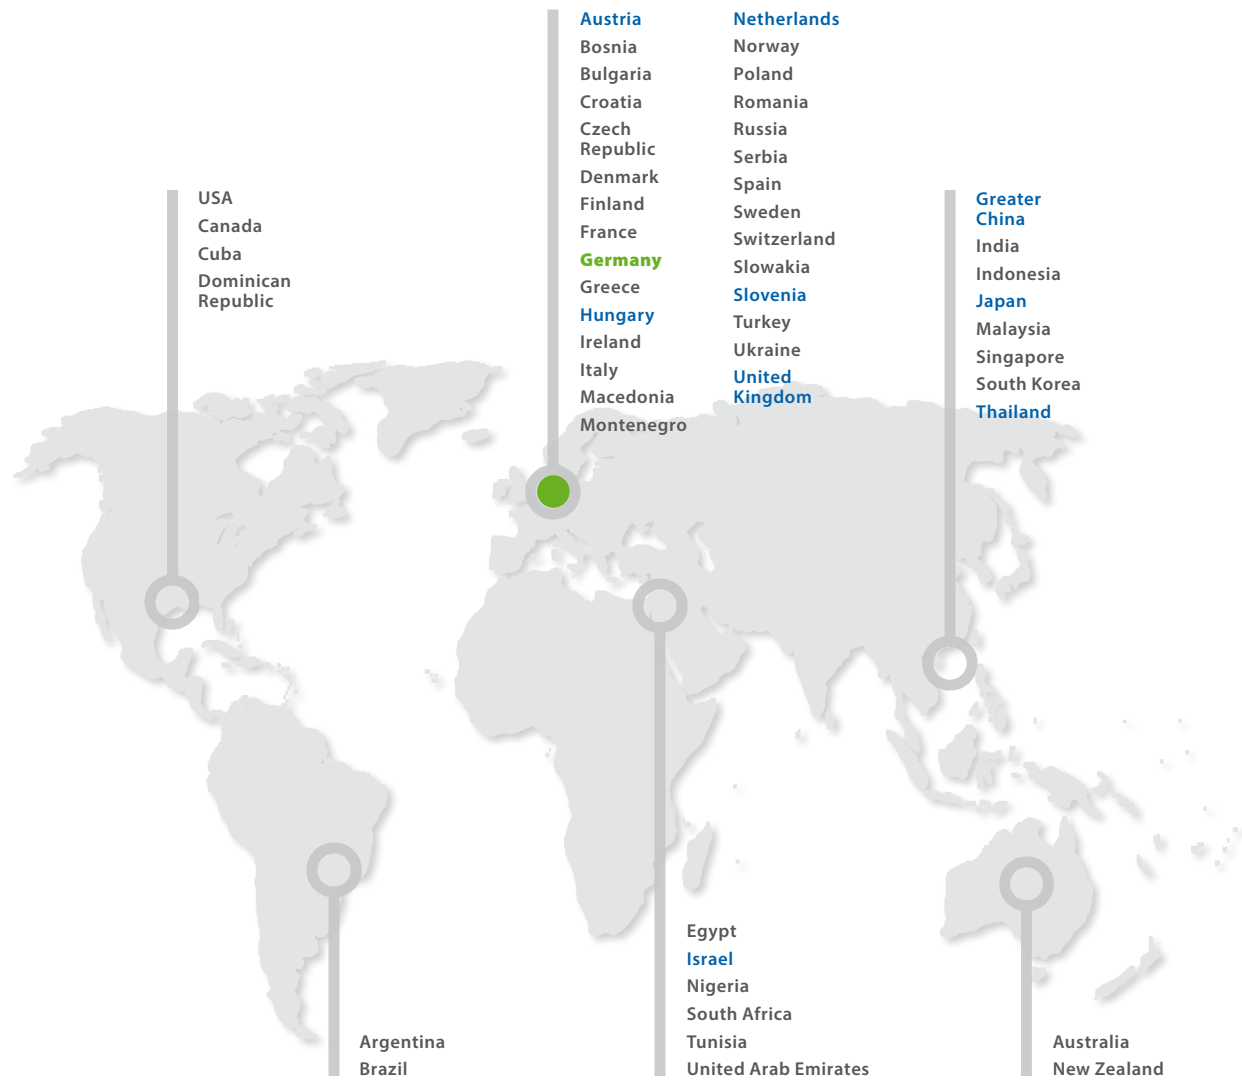 USA
Canada
Cuba
Dominican
Republic
Austria
Bosnia
Bulgaria
Croatia
Czech
Republic
Denmark
Finland
France
Germany
Greece
Hungary
Ireland
Italy
Macedonia
Montenegro
Netherlands
Norway
Poland
Romania
Russia
Serbia
Spain
Sweden
Switzerland
Slowakia
Slovenia
Turkey
Ukraine
United
Kingdom
Greater
China
India
Indonesia
Japan
Malaysia
Singapore
South Korea
Thailand
Argentina
Brazil
Egypt
Israel
Nigeria
South Africa
Tunisia
United Arab Emirates
Australia
New Zealand